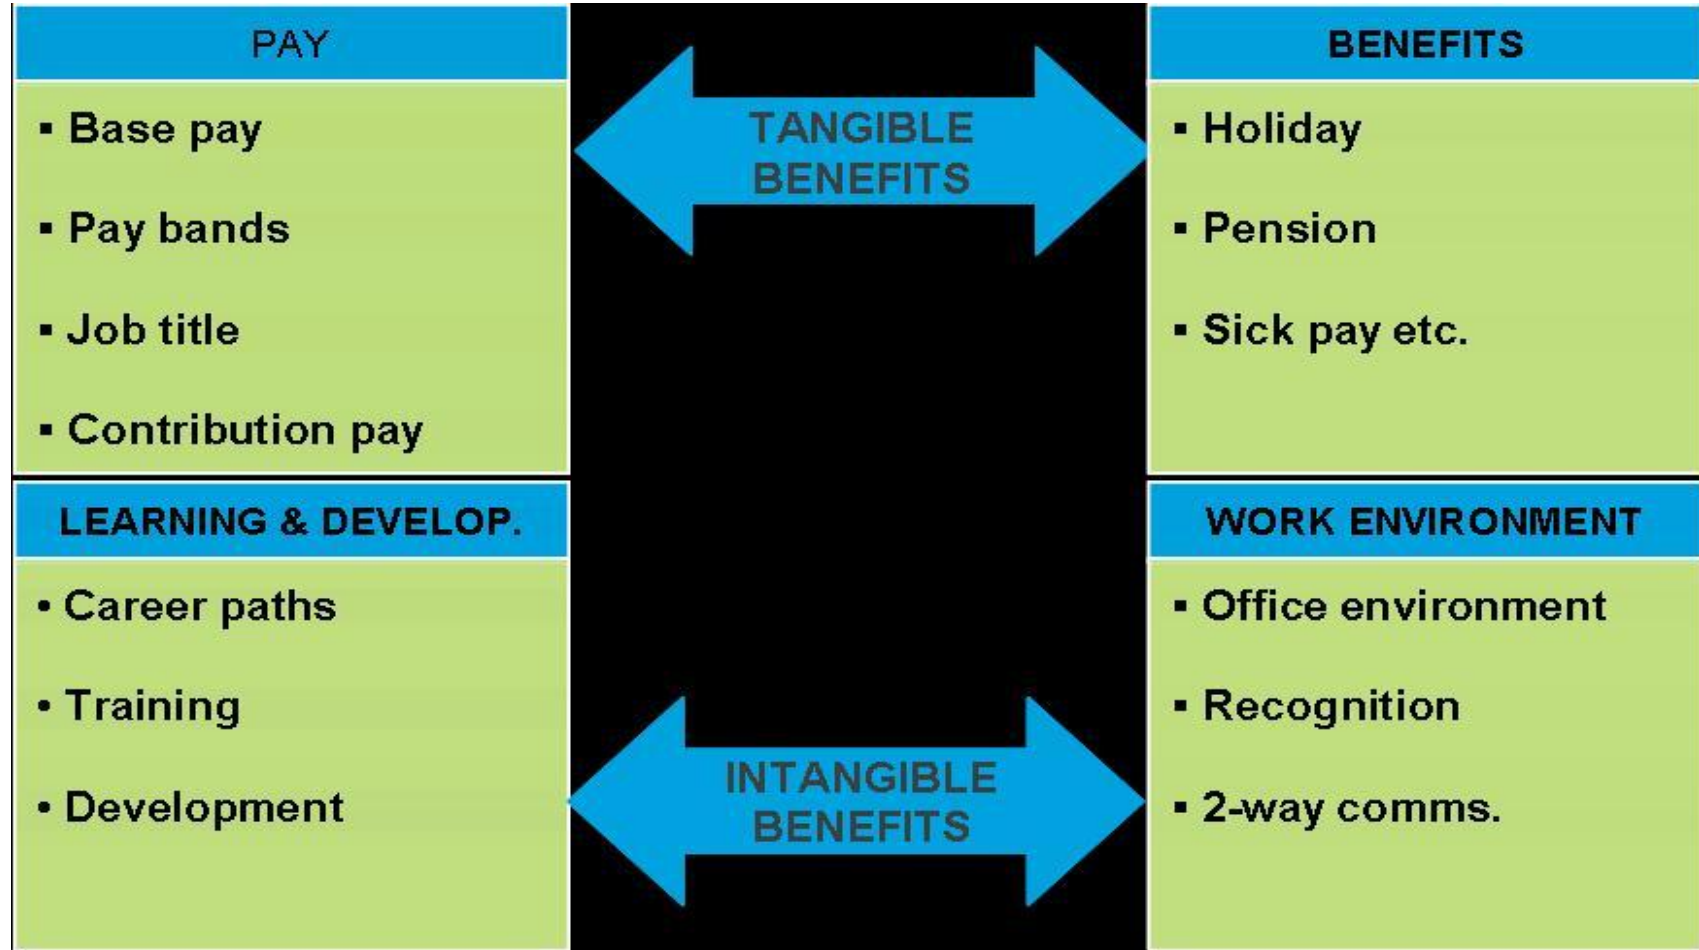 PAY
▪ Base pay
▪ Pay bands
▪ Job title
▪ Contribution pay
TANGIBLE
BENEFITS
BENEFITS
▪ Holiday
▪ Pension
▪ Sick pay etc.
LEARNING & DEVELOP.
• Career paths
• Training
• Development
INTANGIBLE
BENEFITS
WORK ENVIRONMENT
▪ Office environment
▪ Recognition
▪ 2-way comms.